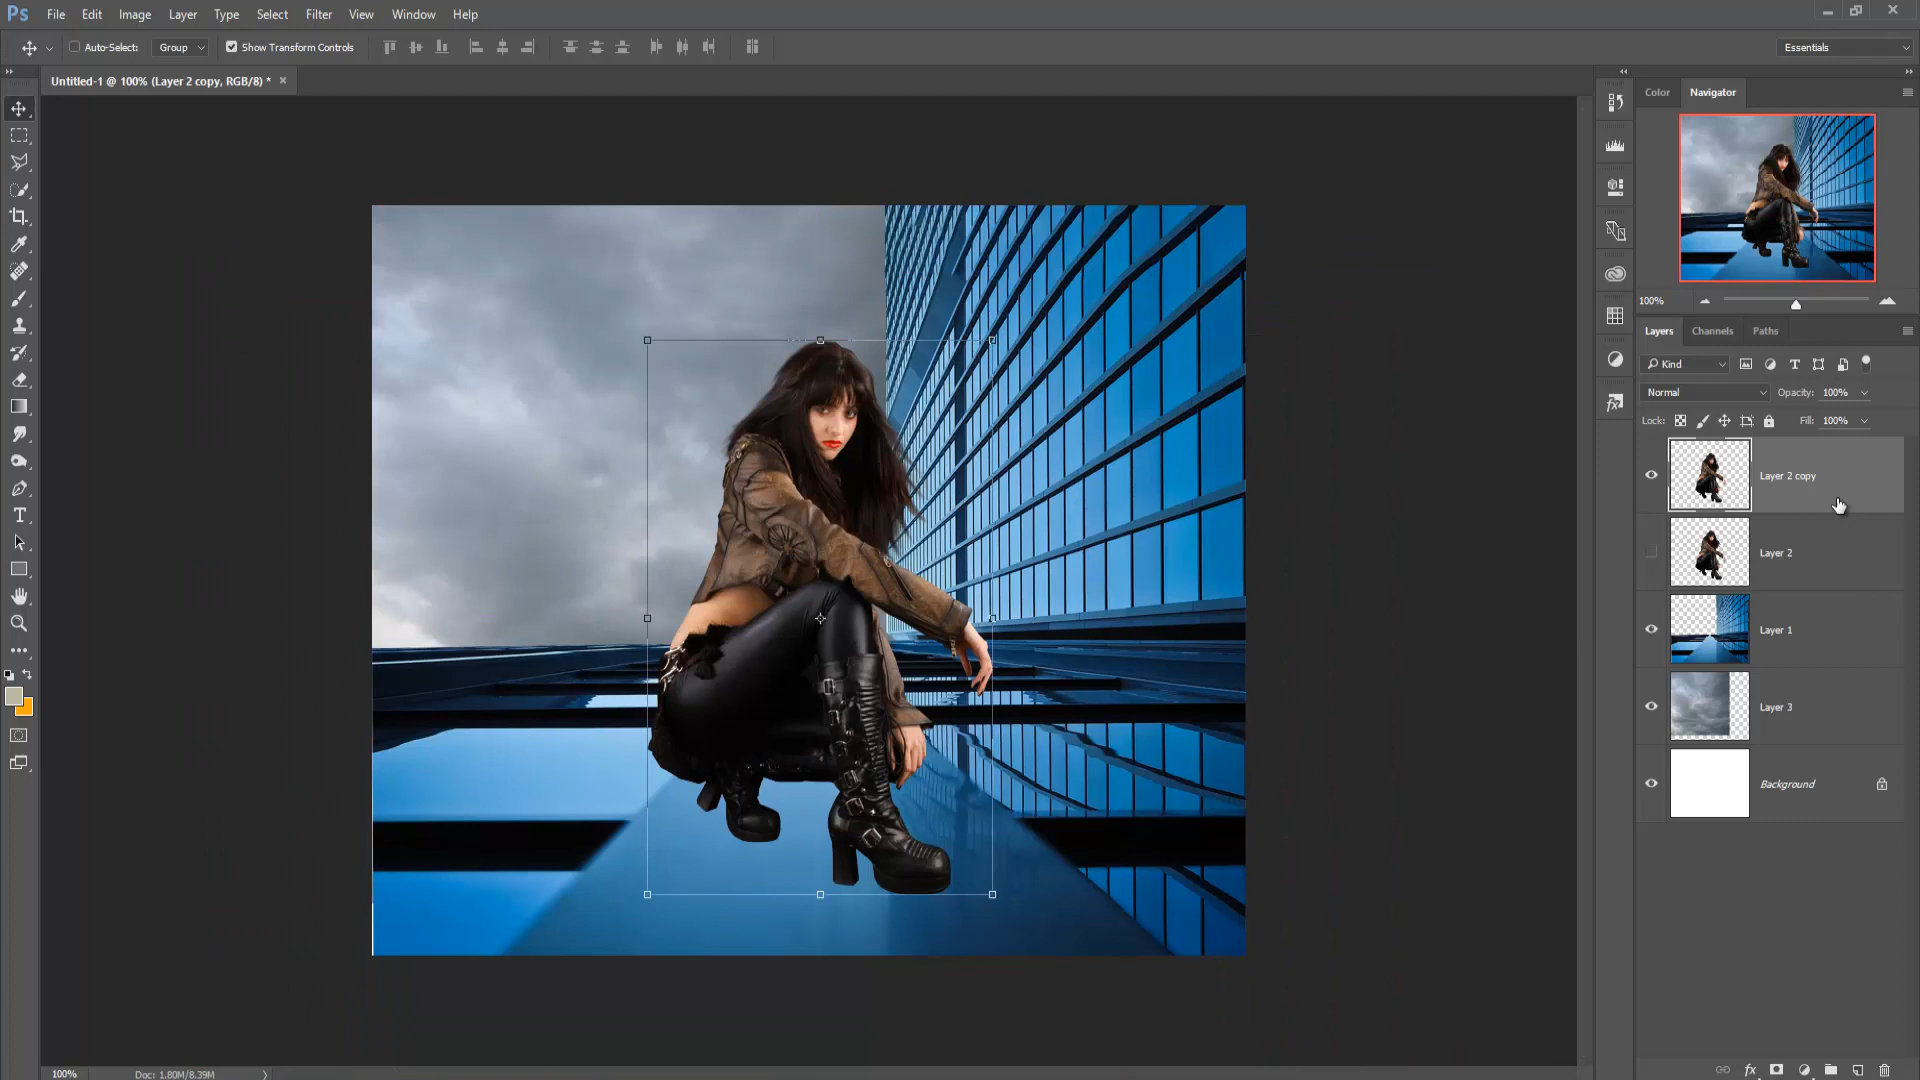 Ps File Edit Image Layer Type Select Filter View Window Help
Auto-Select: Group Show Transform Controls Essentials
Untitled-1 @ 100% (Layer 2 copy, RGB/8) *
Color Navigator
100%
Layers Channels Paths
Kind
Normal Opacity: 100%
Lock: Fill: 100%
Layer 2 copy
Layer 2
Layer 1
Layer 3
Background
100% Doc: 1.80M/8.39M